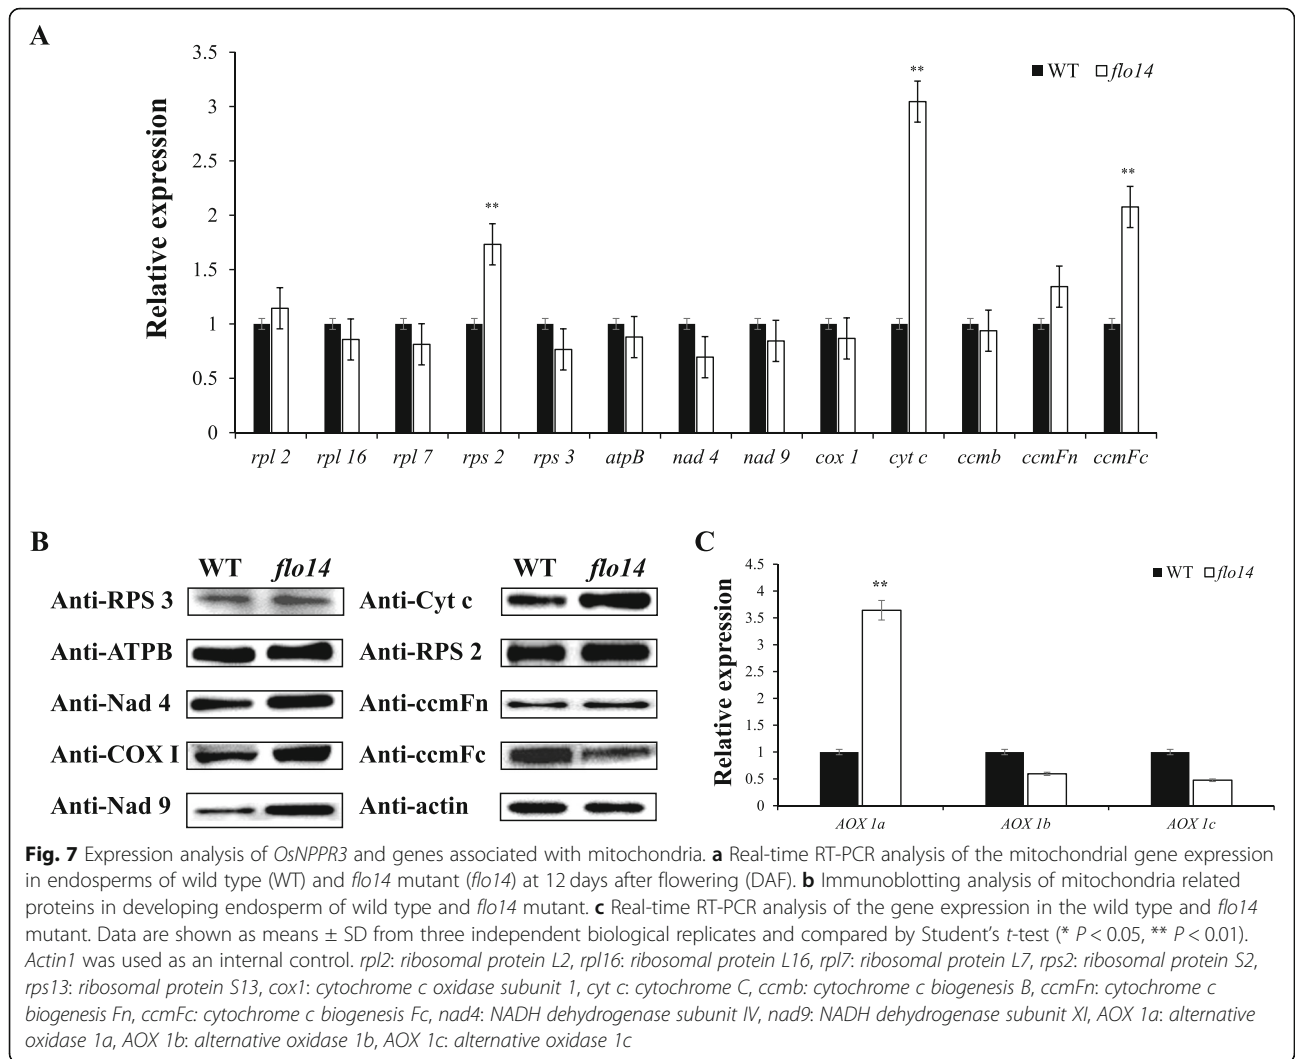 A
3.5
3
2.5
2
1.5
1
0.5
0
Relative expression
WT flo14
**
**
**
rpl 2 rpl 16 rpl 7 rps 2 rps 3 atpB nad 4 nad 9 cox 1 cyt c ccmb ccmFn ccmFc
B
WT flo14
Anti-RPS 3
Anti-ATPB
Anti-Nad 4
Anti-COX I
Anti-Nad 9
WT flo14
Anti-Cyt c
Anti-RPS 2
Anti-ccmFn
Anti-ccmFc
Anti-actin
C
4.5
4
3.5
3
2.5
2
1.5
1
0.5
0
Relative expression
WT flo14
**
AOX 1a AOX 1b AOX 1c
Fig. 7 Expression analysis of OsNPPR3 and genes associated with mitochondria. a Real-time RT-PCR analysis of the mitochondrial gene expression
in endosperms of wild type (WT) and flo14 mutant (flo14) at 12 days after flowering (DAF). b Immunoblotting analysis of mitochondria related
proteins in developing endosperm of wild type and flo14 mutant. c Real-time RT-PCR analysis of the gene expression in the wild type and flo14
mutant. Data are shown as means ± SD from three independent biological replicates and compared by Student's t-test (* P < 0.05, ** P < 0.01).
Actin1 was used as an internal control. rpl2: ribosomal protein L2, rpl16: ribosomal protein L16, rpl7: ribosomal protein L7, rps2: ribosomal protein S2,
rps13: ribosomal protein S13, cox1: cytochrome c oxidase subunit 1, cyt c: cytochrome C, ccmb: cytochrome c biogenesis B, ccmFn: cytochrome c
biogenesis Fn, ccmFc: cytochrome c biogenesis Fc, nad4: NADH dehydrogenase subunit IV, nad9: NADH dehydrogenase subunit XI, AOX 1a: alternative
oxidase 1a, AOX 1b: alternative oxidase 1b, AOX 1c: alternative oxidase 1c